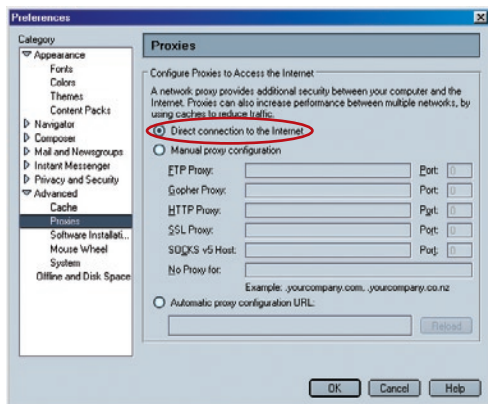 Preferences
Category
Appearance
Fonts
Colors
Themes
Content Packs
Navigator
Composer
Mail and Newsgroups
Instant Messenger
Privacy and Security
Advanced
Cache
Proxies
Software Installati...
Mouse Wheel
System
Offline and Disk Space
Proxies
Configure Proxies to Access the Internet
A network proxy provides additional security between your computer and the
Internet. Proxies can also increase performance between multiple networks, by
using caches to reduce traffic.
Direct connection to the Internet
Manual proxy configuration
FTP Proxy: Port: 0
Gopher Proxy: Port: 0
HTTP Proxy: Port: 0
SSL Proxy: Port: 0
SOCKS v5 Host: Port: 0
No Proxy for:
Example: .yourcompany.com, .yourcompany.co.nz
Automatic proxy configuration URL:
Reload
OK Cancel Help